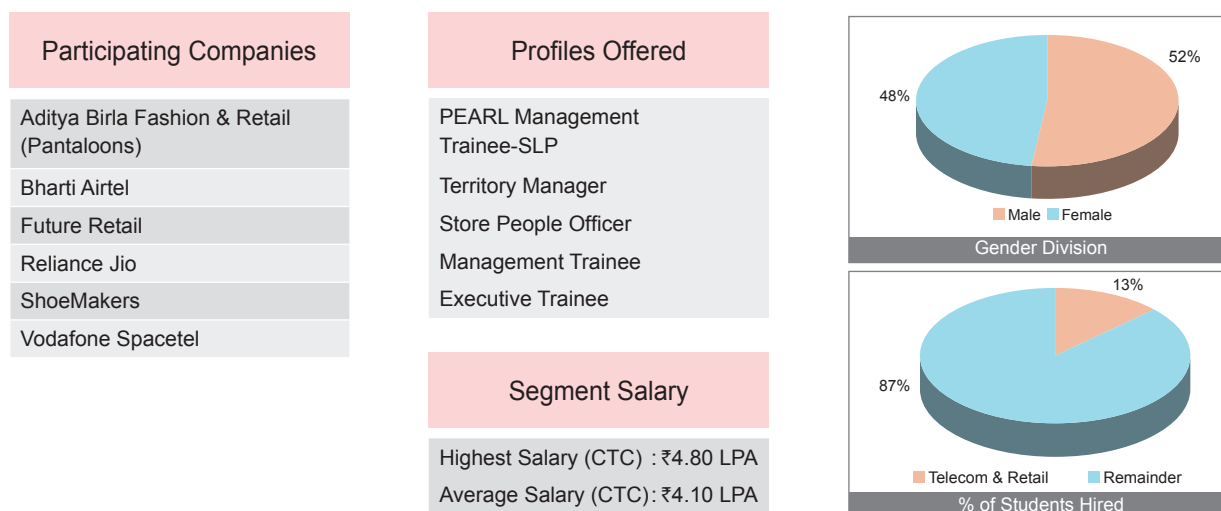 Participating Companies
Aditya Birla Fashion & Retail
(Pantaloons)
Bharti Airtel
Future Retail
Reliance Jio
ShoeMakers
Vodafone Spacetel
Profiles Offered
PEARL Management
Trainee-SLP
Territory Manager
Store People Officer
Management Trainee
Executive Trainee
Segment Salary
Highest Salary (CTC) : ₹4.80 LPA
Average Salary (CTC) : ₹4.10 LPA
52%
48%
Male Female
Gender Division
13%
87%
Telecom & Retail Remainder
% of Students Hired